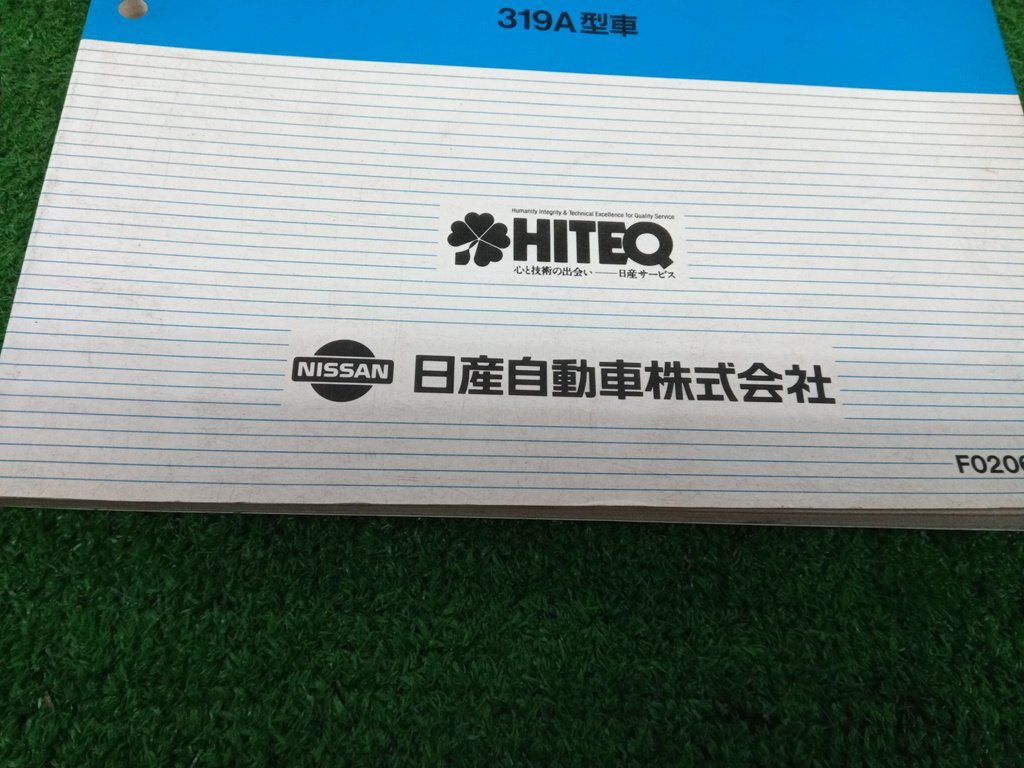 319A型車
Humanity Integrity & Technical Excellence for Quality Service
HITEQ
心と技術の出会い——日産サービス
NISSAN 日産自動車株式会社
F0206